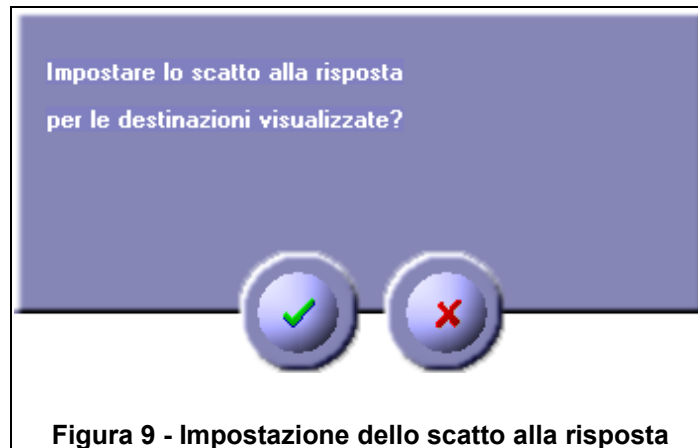 Impostare lo scatto alla risposta
per le destinazioni visualizzate?
Figura 9 - Impostazione dello scatto alla risposta